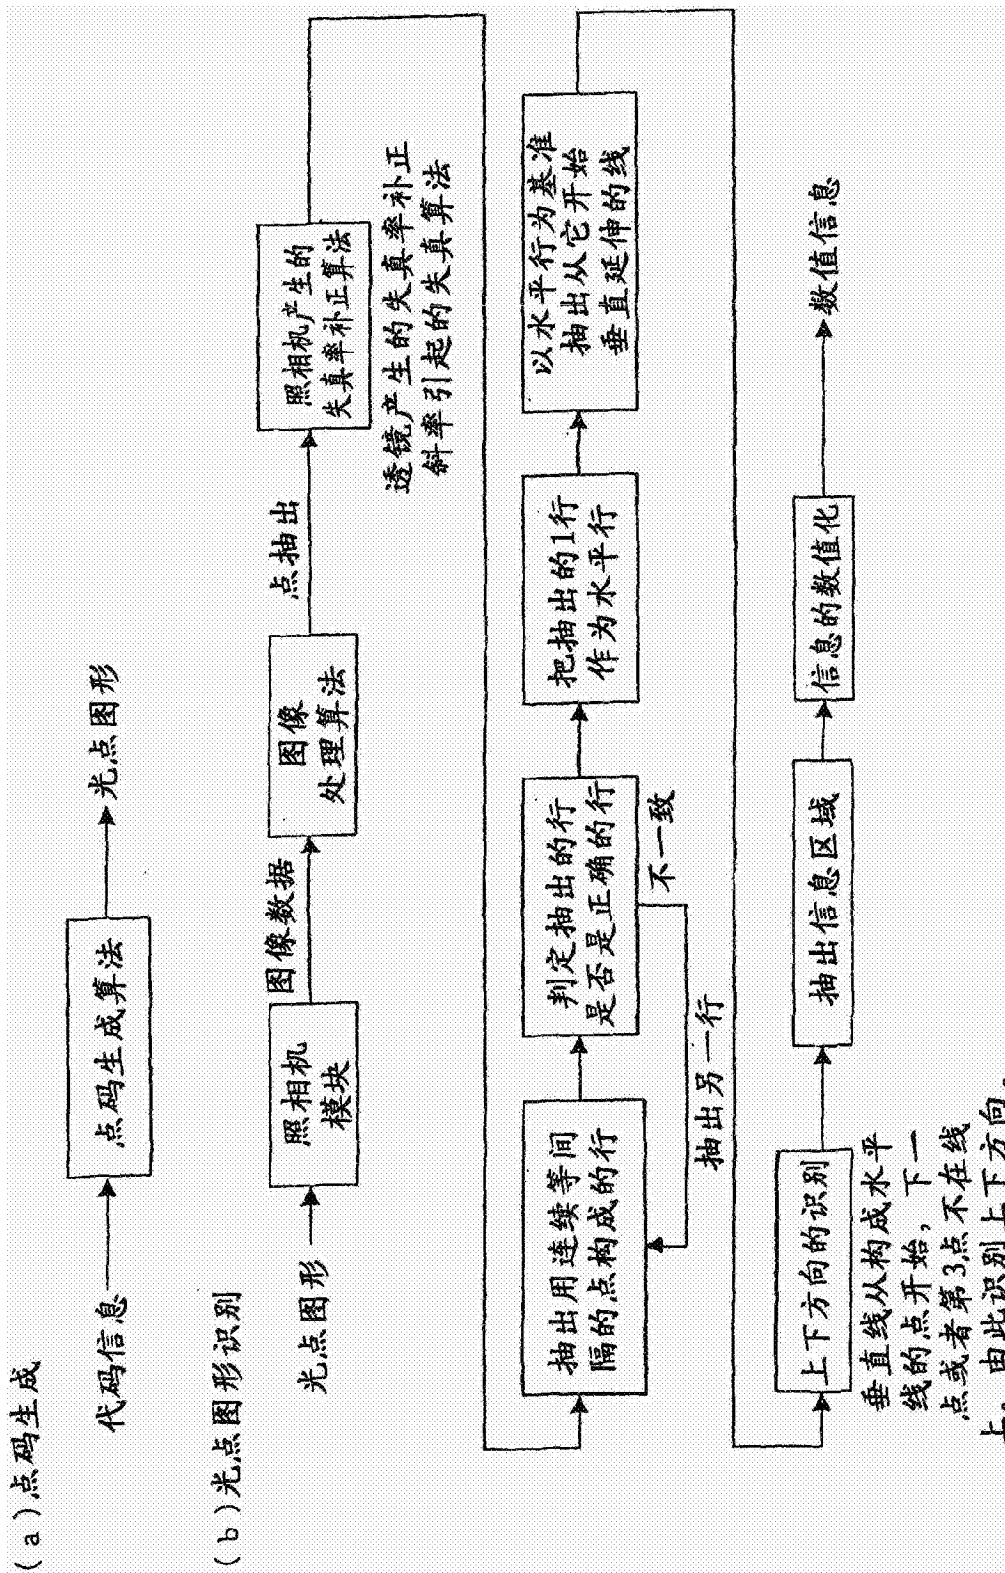 (a)点码生成
代码信息
点码生成算法
光点图形
(b)光点图形识别
光点图形
照相机
模块
图像数据
图像
处理算法
点抽出
照相机产生的
失真率补正算法
透镜产生的失真率补正
斜率引起的失真算法
抽出用连续等间
隔的点构成的行
判定抽出的行
是否是正确的行
不一致
抽出另一行
把抽出的1行
作为水平行
以水平行为基准
抽出从它开始
垂直延伸的线
上下方向的识别
垂直线从构成水平
线的点开始，下一
点或者第3点不在线
上。由此识别上下方向。
抽出信息区域
信息的数值化
数值信息